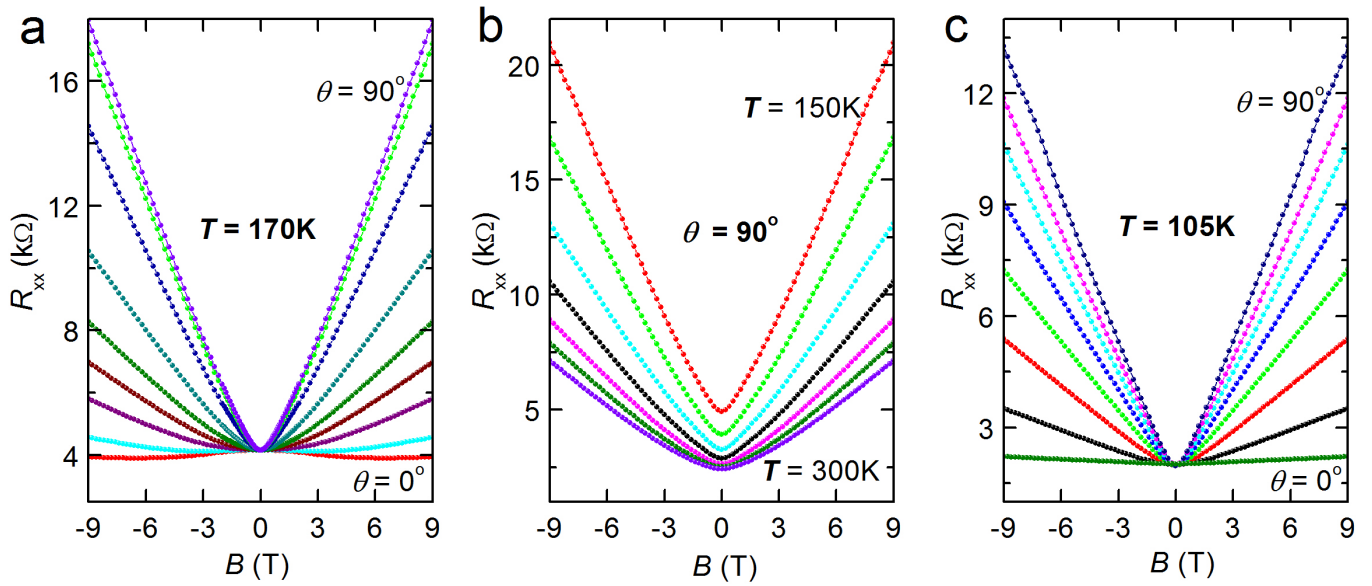 a
16
12
8
4
R_xx (kΩ)
θ = 90°
T = 170K
θ = 0°
-9 -6 -3 0 3 6 9
B (T)
b
20
15
10
5
R_xx (kΩ)
T = 150K
θ = 90°
T = 300K
-9 -6 -3 0 3 6 9
B (T)
c
12
9
6
3
R_xx (kΩ)
θ = 90°
T = 105K
θ = 0°
-9 -6 -3 0 3 6 9
B (T)